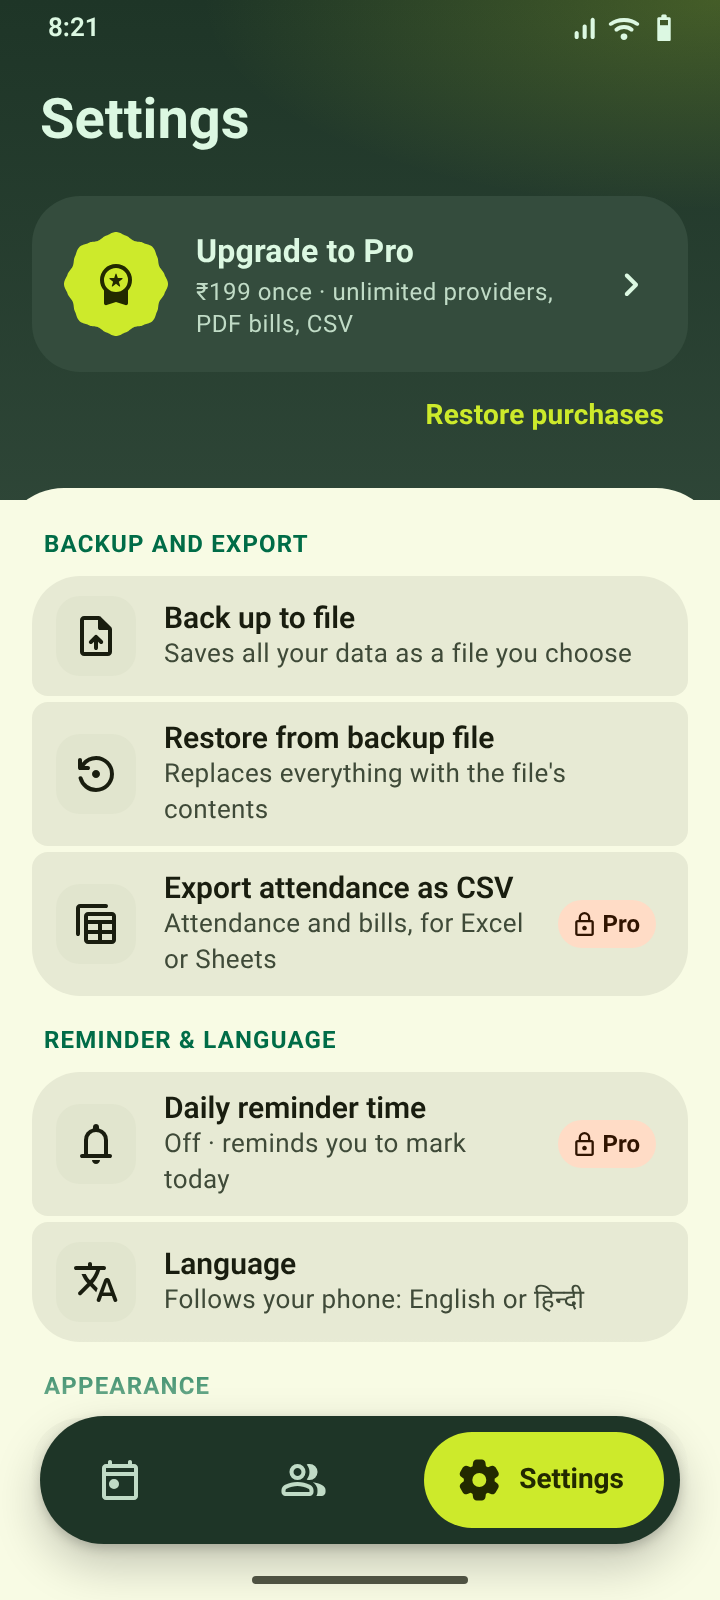 8:21
Settings
Upgrade to Pro
₹199 once · unlimited providers,
PDF bills, CSV
Restore purchases
BACKUP AND EXPORT
Back up to file
Saves all your data as a file you choose
Restore from backup file
Replaces everything with the file's
contents
Export attendance as CSV
Attendance and bills, for Excel
or Sheets
Pro
REMINDER & LANGUAGE
Daily reminder time
Off · reminds you to mark
today
Pro
Language
Follows your phone: English or हिन्दी
APPEARANCE
Settings